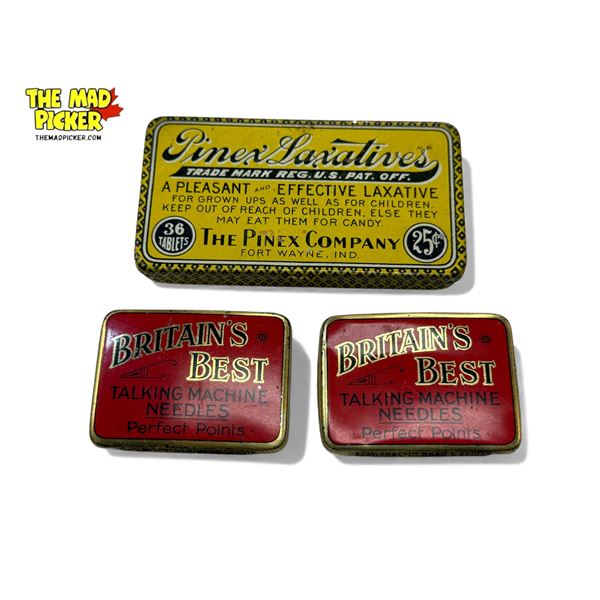 THE MAD
PICKER
THEMADPICKER.COM
Pinex Laxatives
TRADE MARK REG. U.S. PAT. OFF.
A PLEASANT AND EFFECTIVE LAXATIVE
FOR GROWN UPS AS WELL AS FOR CHILDREN.
KEEP OUT OF REACH OF CHILDREN, ELSE THEY
MAY EAT THEM FOR CANDY.
36
TABLETS
THE PINEX COMPANY
FORT WAYNE, IND.
25¢
BRITAIN'S
BEST
TALKING MACHINE
NEEDLES
Perfect Points
BRITAIN'S
BEST
TALKING MACHINE
NEEDLES
Perfect Points